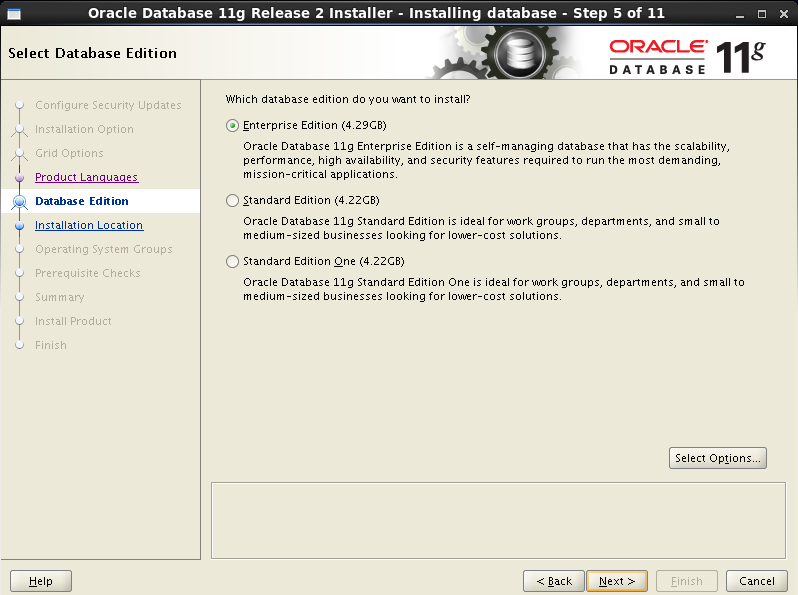 Oracle Database 11g Release 2 Installer - Installing database - Step 5 of 11
Select Database Edition
ORACLE
DATABASE
11g
Configure Security Updates
Installation Option
Grid Options
Product Languages
Database Edition
Installation Location
Operating System Groups
Prerequisite Checks
Summary
Install Product
Finish
Which database edition do you want to install?
Enterprise Edition (4.29GB)
Oracle Database 11g Enterprise Edition is a self-managing database that has the scalability,
performance, high availability, and security features required to run the most demanding,
mission-critical applications.
Standard Edition (4.22GB)
Oracle Database 11g Standard Edition is ideal for work groups, departments, and small to
medium-sized businesses looking for lower-cost solutions.
Standard Edition One (4.22GB)
Oracle Database 11g Standard Edition One is ideal for work groups, departments, and small to
medium-sized businesses looking for lower-cost solutions.
Select Options...
Help
< Back
Next >
Finish
Cancel